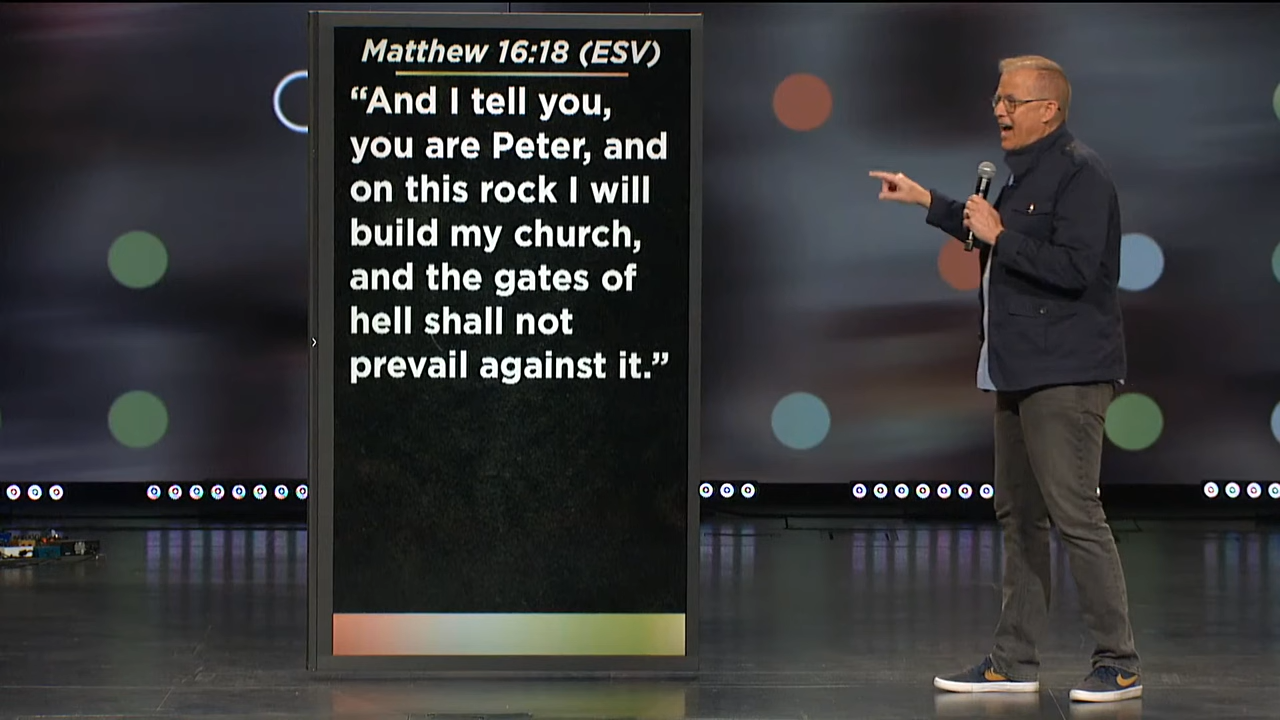 Matthew 16:18 (ESV)
“And I tell you,
you are Peter, and
on this rock I will
build my church,
and the gates of
hell shall not
prevail against it.”